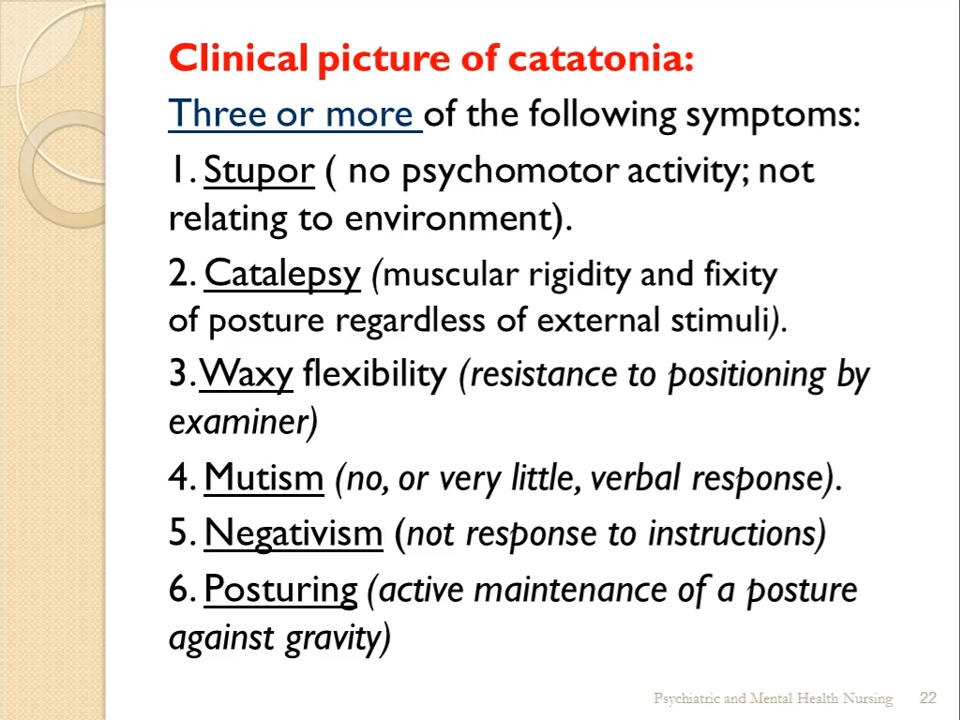 Clinical picture of catatonia:
Three or more of the following symptoms:
1. Stupor ( no psychomotor activity; not
relating to environment).
2. Catalepsy (muscular rigidity and fixity
of posture regardless of external stimuli).
3. Waxy flexibility (resistance to positioning by
examiner)
4. Mutism (no, or very little, verbal response).
5. Negativism (not response to instructions)
6. Posturing (active maintenance of a posture
against gravity)
Psychiatric and Mental Health Nursing 22